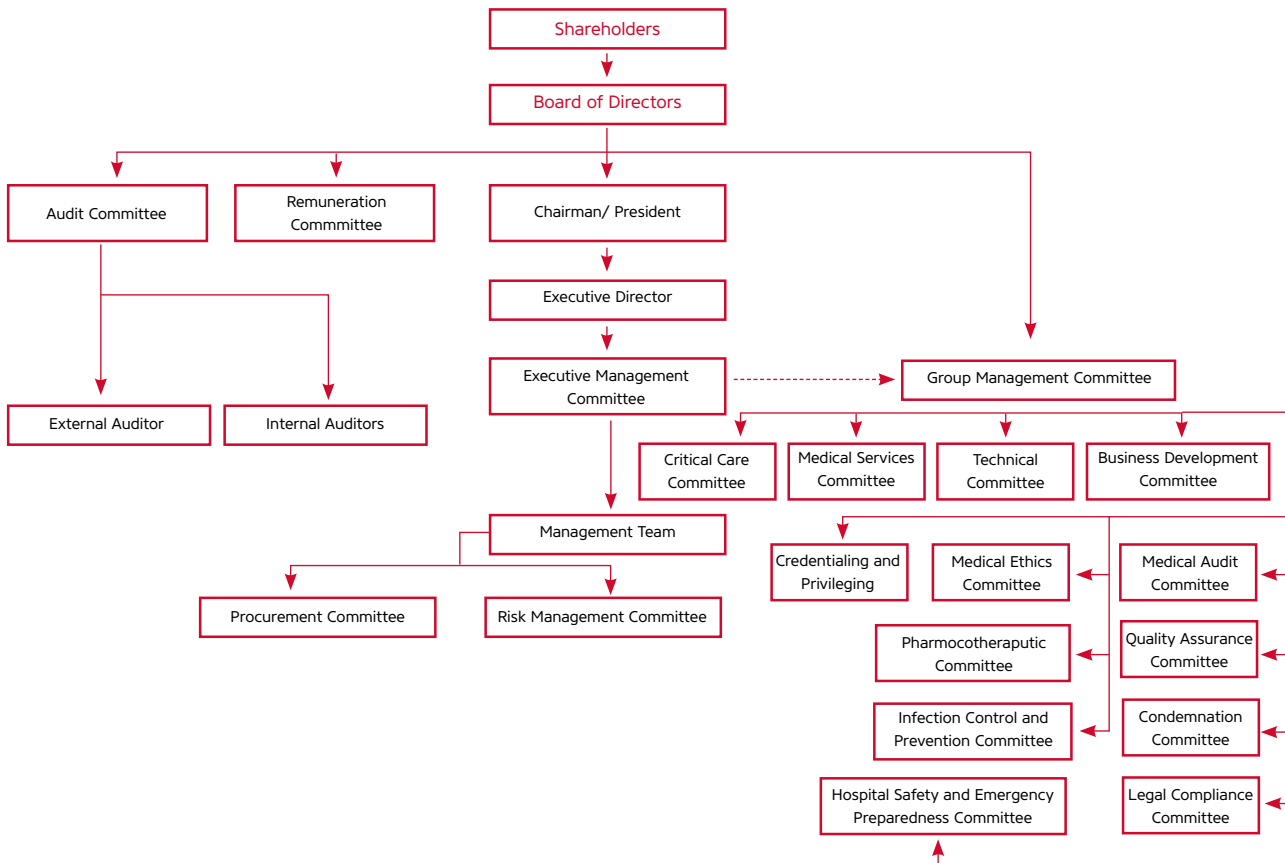 Shareholders
Board of Directors
Audit Committee
Remuneration
Commmittee
Chairman/ President
Executive Director
Executive Management
Committee
Group Management Committee
External Auditor
Internal Auditors
Critical Care
Committee
Medical Services
Committee
Technical
Committee
Business Development
Committee
Management Team
Credentialing and
Privileging
Medical Ethics
Committee
Medical Audit
Committee
Procurement Committee
Risk Management Committee
Pharmocotheraputic
Committee
Quality Assurance
Committee
Infection Control and
Prevention Committee
Condemnation
Committee
Hospital Safety and Emergency
Preparedness Committee
Legal Compliance
Committee